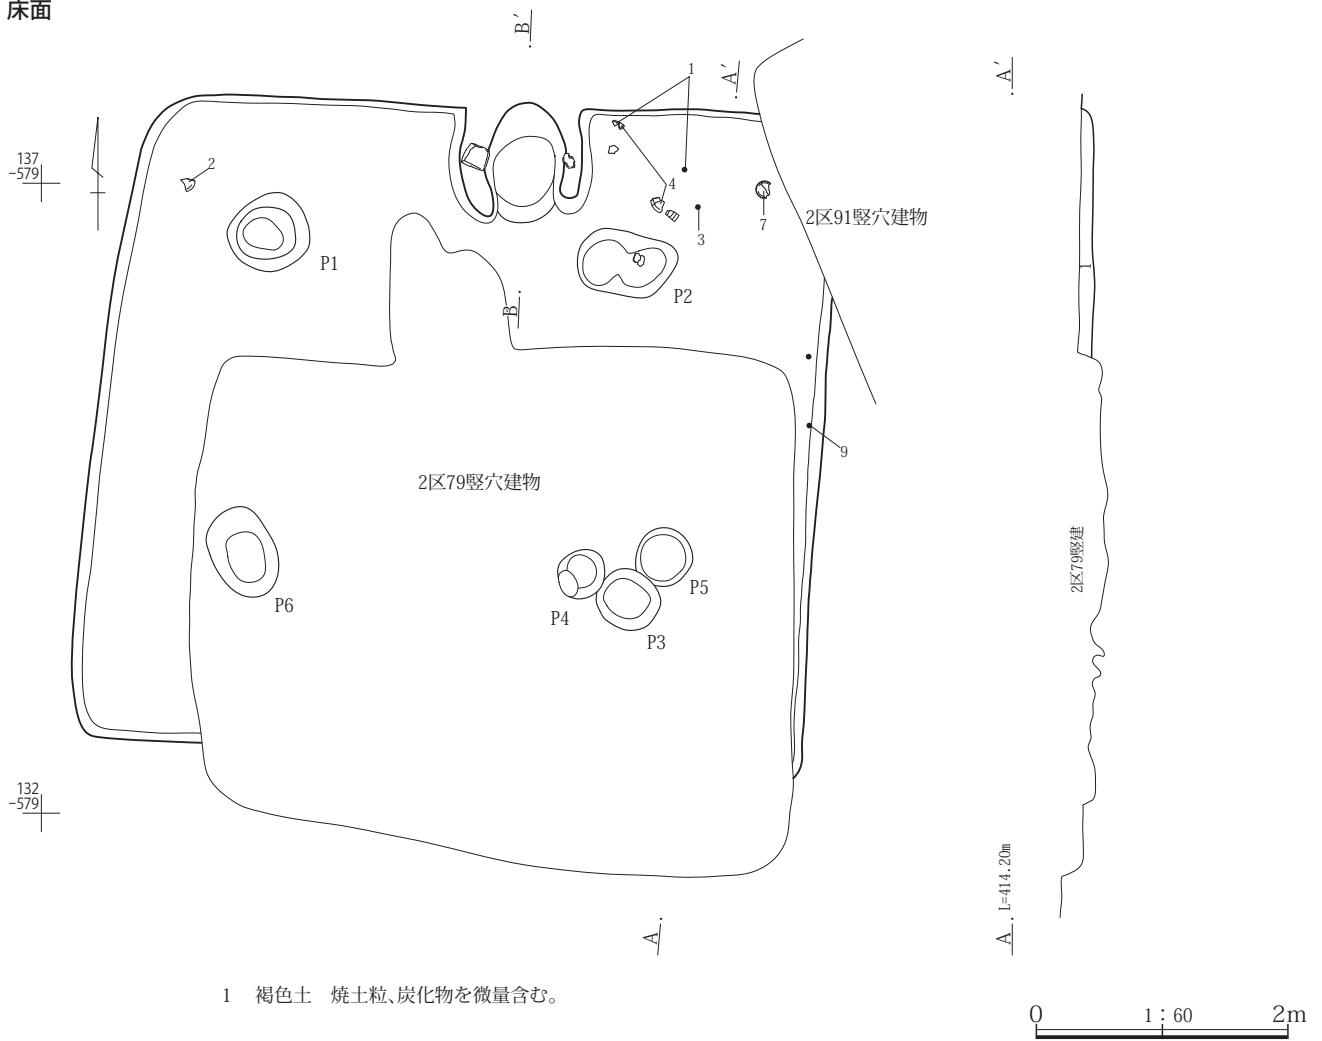 床面
B′
A′
A′
1
137
-579
2
4
2区91竪穴建物
7
3
P1
P2
1
B
9
2区79竪穴建物
2区79竪建
P5
P6
P4
P3
132
-579
L=414.20m
A
A
1 褐色土 焼土粒、炭化物を微量含む。
0 1：60 2m